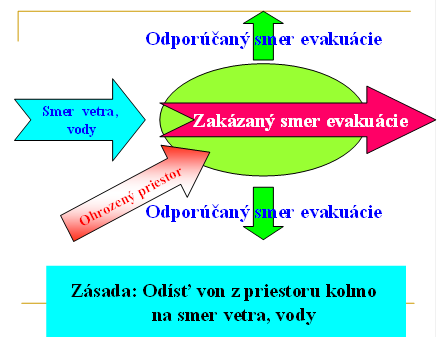 Odporúčaný smer evakuácie
Smer vetra,
vody
Zakázaný smer evakuácie
Ohrozený priestor
Odporúčaný smer evakuácie
Zásada: Odísť von z priestoru kolmo
na smer vetra, vody